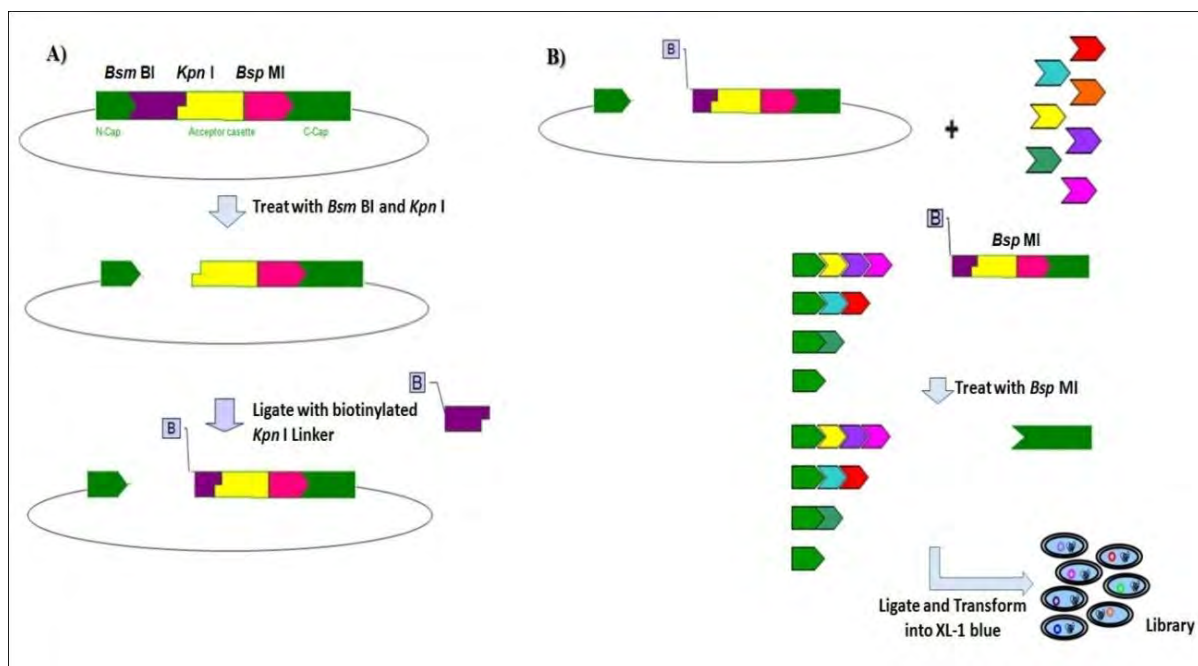 A)
Bsm BI Kpn I Bsp MI
N-Cap Acceptor casette C-Cap
Treat with Bsm BI and Kpn I
B
Ligate with biotinylated
Kpn I Linker
B
B)
B
+
B
Bsp MI
Treat with Bsp MI
Ligate and Transform
into XL-1 blue
Library